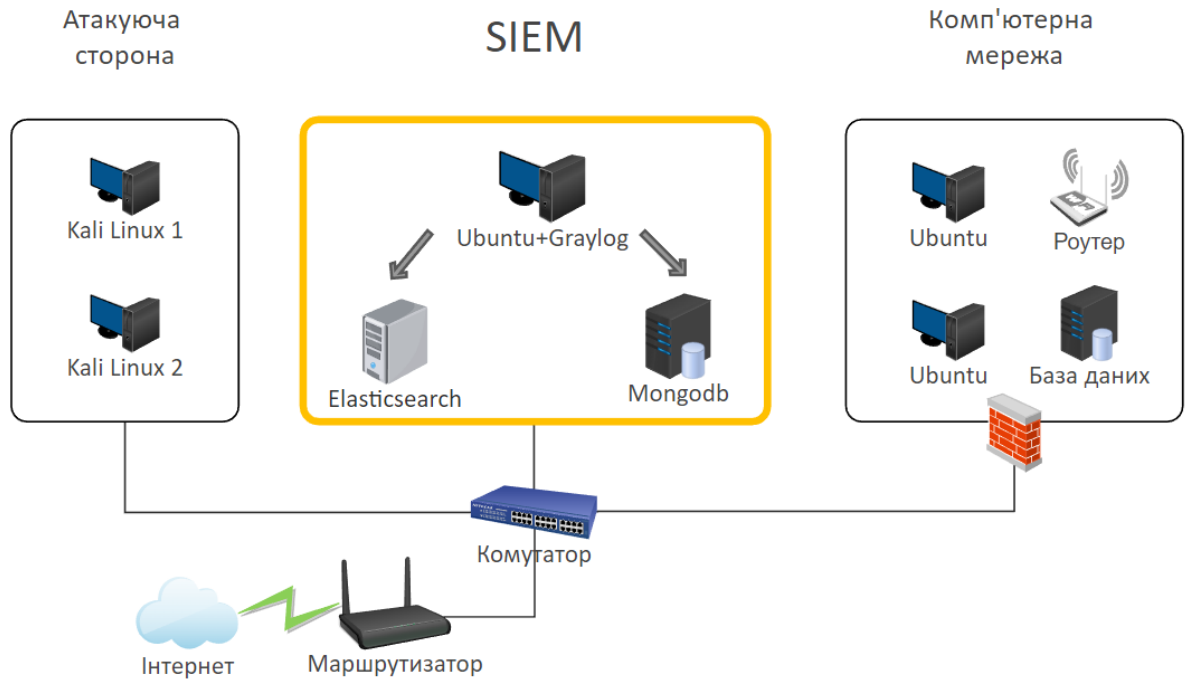 Атакуюча
сторона
SIEM
Комп'ютерна
мережа
Kali Linux 1
Kali Linux 2
Ubuntu+Graylog
Elasticsearch
Mongodb
Ubuntu
Роутер
Ubuntu
База даних
Комутатор
Інтернет
Маршрутизатор